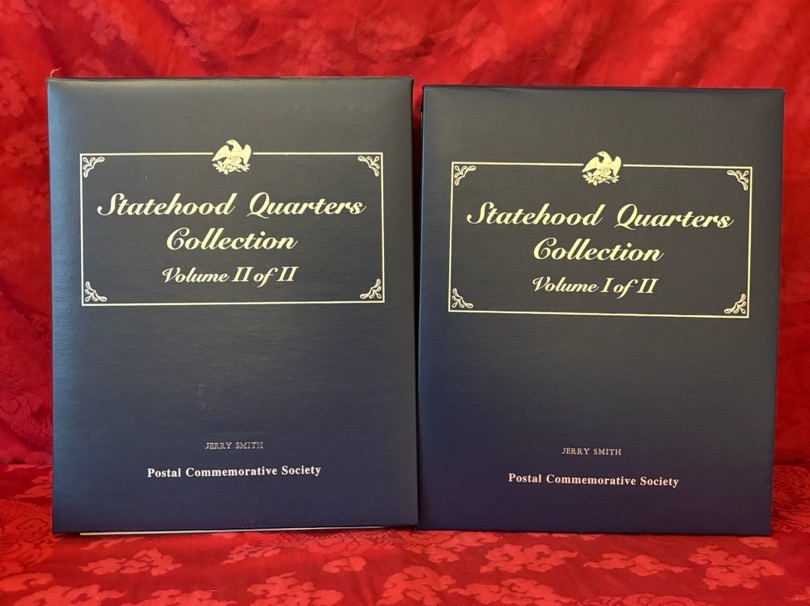 Statehood Quarters
Collection
Volume II of II
JERRY SMITH
Postal Commemorative Society
Statehood Quarters
Collection
Volume I of II
JERRY SMITH
Postal Commemorative Society